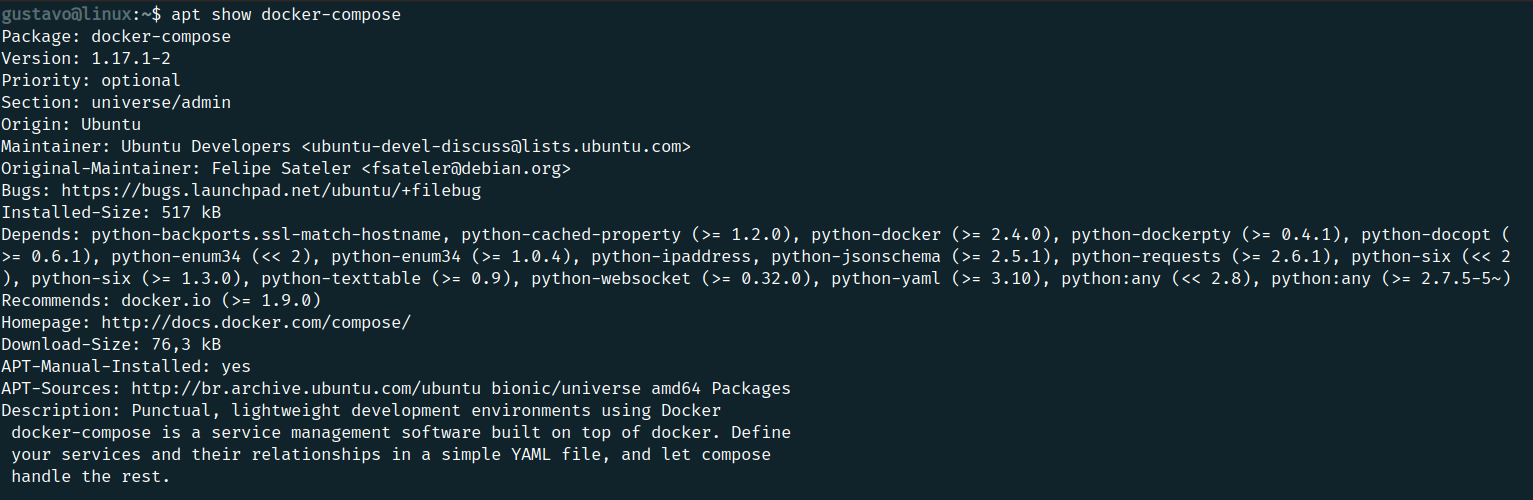 gustavo@linux:~$ apt show docker-compose
Package: docker-compose
Version: 1.17.1-2
Priority: optional
Section: universe/admin
Origin: Ubuntu
Maintainer: Ubuntu Developers <ubuntu-devel-discuss@lists.ubuntu.com>
Original-Maintainer: Felipe Sateler <fsateler@debian.org>
Bugs: https://bugs.launchpad.net/ubuntu/+filebug
Installed-Size: 517 kB
Depends: python-backports.ssl-match-hostname, python-cached-property (>= 1.2.0), python-docker (>= 2.4.0), python-dockerpty (>= 0.4.1), python-docopt (
>= 0.6.1), python-enum34 (<< 2), python-enum34 (>= 1.0.4), python-ipaddress, python-jsonschema (>= 2.5.1), python-requests (>= 2.6.1), python-six (<< 2
), python-six (>= 1.3.0), python-texttable (>= 0.9), python-websocket (>= 0.32.0), python-yaml (>= 3.10), python:any (<< 2.8), python:any (>= 2.7.5-5~)
Recommends: docker.io (>= 1.9.0)
Homepage: http://docs.docker.com/compose/
Download-Size: 76,3 kB
APT-Manual-Installed: yes
APT-Sources: http://br.archive.ubuntu.com/ubuntu bionic/universe amd64 Packages
Description: Punctual, lightweight development environments using Docker
 docker-compose is a service management software built on top of docker. Define
 your services and their relationships in a simple YAML file, and let compose
 handle the rest.